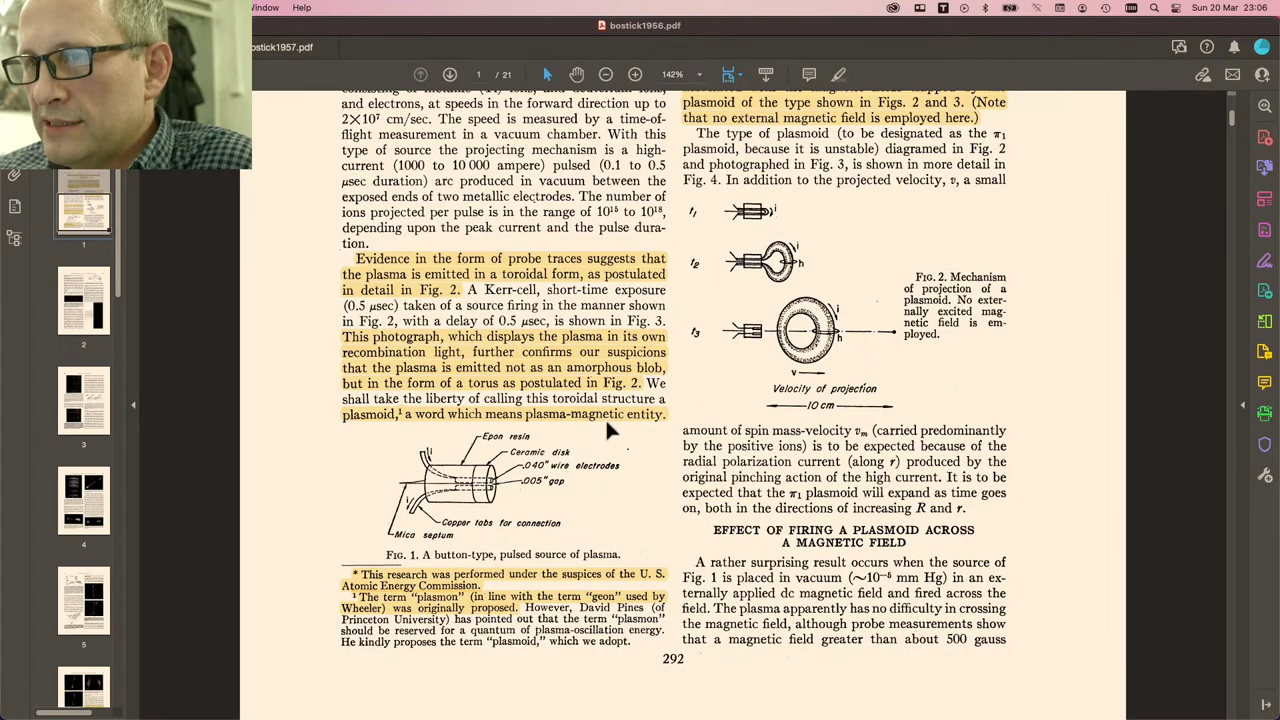 Window
Help
Sun 20 Mar 23:06
bostick1956.pdf
ostick1957.pdf
1 / 21
142%
and electrons, at speeds in the forward direction up to
2×10⁷ cm/sec. The speed is measured by a time-of-
flight measurement in a vacuum chamber. With this
type of source the projecting mechanism is a high-
current (1000 to 10 000 ampere) pulsed (0.1 to 0.5
μsec duration) arc produced in vacuum between the
exposed ends of two metallic electrodes. The number of
ions projected per pulse is in the range of 10¹⁵ to 10¹⁸,
depending upon the peak current and the pulse dura-
tion.
Evidence in the form of probe traces suggests that
the plasma is emitted in a toroidal form, as postulated
in detail in Fig. 2. A Kerr-cell short-time exposure
(0.5 μsec) taken of a source firing in the manner shown
in Fig. 2, with a delay of μsec, is shown in Fig. 3.
This photograph, which displays the plasma in its own
recombination light, further confirms our suspicions
that the plasma is emitted not as an amorphous blob,
but in the form of a torus as postulated in Fig. 2. We
shall take the liberty of calling this toroidal structure a
plasmoid,¹ a word which means plasma-magnetic entity.
Epon resin
Ceramic disk
.040" wire electrodes
.005" gap
i
i
Copper tabs for connection
Mica septum
FIG. 1. A button-type, pulsed source of plasma.
* This research was performed under the suspices of the U. S.
tomic Energy Commission.
¹ The term "plasmon" (in line with the term "geon" used by
Wheeler) was originally proposed. However, David Pines (of
Princeton University) has pointed out that the term "plasmon"
should be reserved for a quantum of plasma-oscillation energy.
He kindly proposes the term "plasmoid," which we adopt.
plasmoid of the type shown in Figs. 2 and 3. (Note
that no external magnetic field is employed here.)
The type of plasmoid (to be designated as the π₁
plasmoid, because it is unstable) diagramed in Fig. 2
and photographed in Fig. 3, is shown in more detail in
Fig. 4. In addition to the projected velocity, v, a small
t₁
i
t₂
i
h
t₃
i
h
FIG. 2. Mechanism
of projection of a
plasmoid. No exter-
nally excited mag-
netic field is em-
ployed.
Velocity of projection
10 cm
amount of spin mass-velocity vₘ (carried predominantly
by the positive ions) is to be expected because of the
radial polarization current (along r) produced by the
original pinching action of the high current. It is to be
expected that such a plasmoid will expand as time goes
on, both in the directions of increasing R and r.
EFFECT OF FIRING A PLASMOID ACROSS
A MAGNETIC FIELD
A rather surprising result occurs when the source of
Fig. 1 is placed in vacuum (~10⁻⁵ mm Hg) in an ex-
ternally applied dc magnetic field and fired across the
field. The plasma apparently has no difficulty in crossing
the magnetic field, although probe measurements show
that a magnetic field greater than about 500 gauss
292
1
2
3
4
5